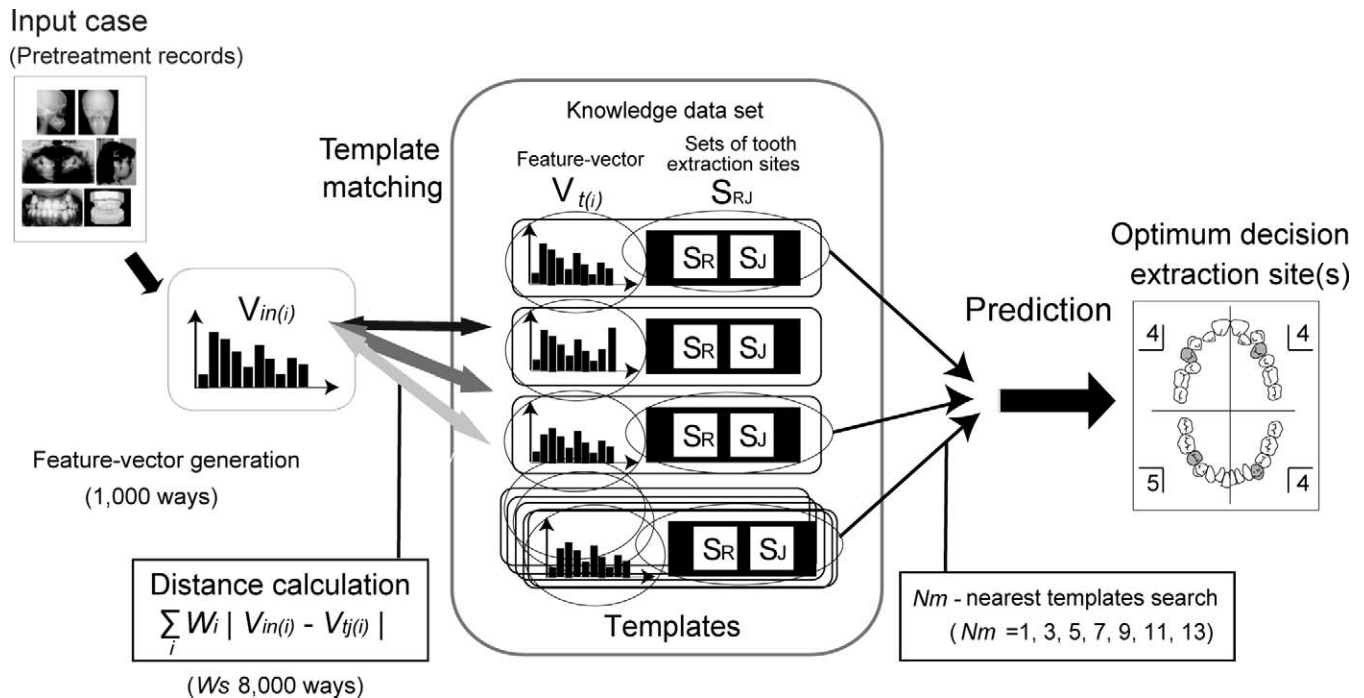 Input case
(Pretreatment records)
Template
matching
Knowledge data set
Feature-vector
Vt(i)
Sets of tooth
extraction sites
SRJ
Vin(i)
SR SJ
SR SJ
SR SJ
SR SJ
Templates
Feature-vector generation
(1,000 ways)
Distance calculation
∑i Wi | Vin(i) - Vtj(i) |
(Ws 8,000 ways)
Prediction
Optimum decision
extraction site(s)
4 4
5 4
Nm - nearest templates search
(Nm =1, 3, 5, 7, 9, 11, 13)